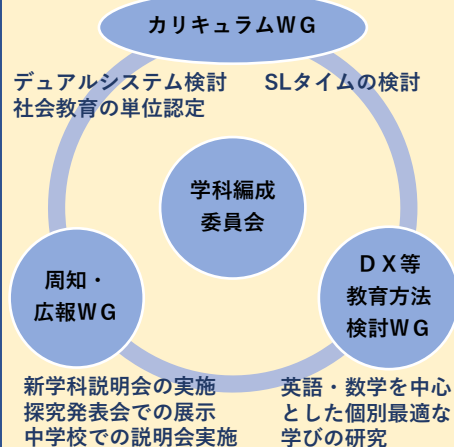 カリキュラムWG
デュアルシステム検討 SLタイムの検討
社会教育の単位認定
学科編成
委員会
周知・
広報WG
DX等
教育方法
検討WG
新学科説明会の実施
探究発表会での展示
中学校での説明会実施
英語・数学を中心
とした個別最適な
学びの研究